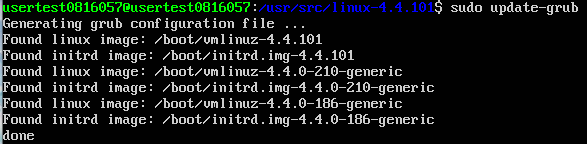 usertest0816057@usertest0816057:/usr/src/linux-4.4.101$ sudo update-grub
Generating grub configuration file ...
Found linux image: /boot/vmlinuz-4.4.101
Found initrd image: /boot/initrd.img-4.4.101
Found linux image: /boot/vmlinuz-4.4.0-210-generic
Found initrd image: /boot/initrd.img-4.4.0-210-generic
Found linux image: /boot/vmlinuz-4.4.0-186-generic
Found initrd image: /boot/initrd.img-4.4.0-186-generic
done